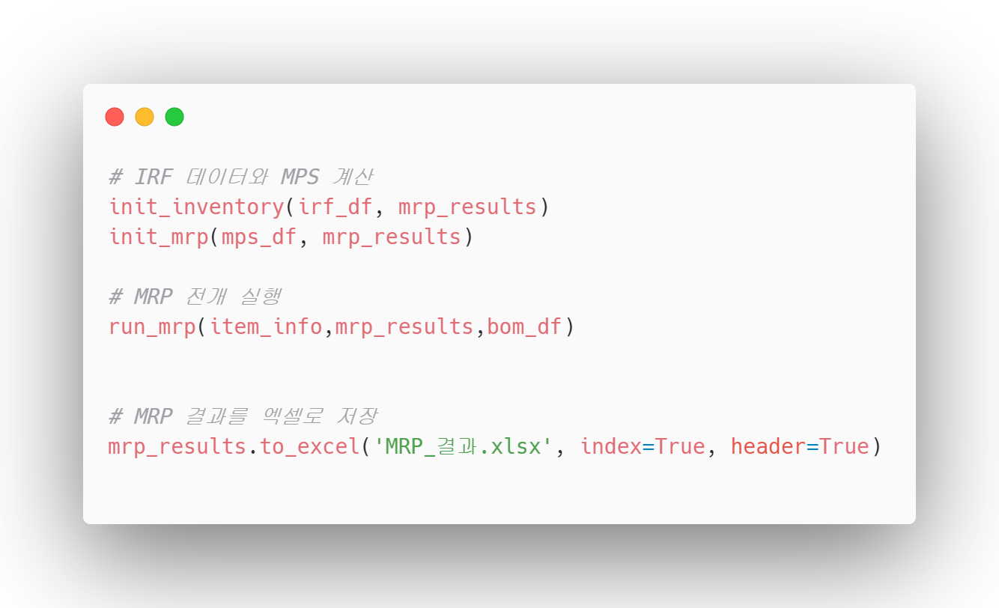 # IRF 데이터와 MPS 계산
init_inventory(irf_df, mrp_results)
init_mrp(mps_df, mrp_results)
# MRP 전개 실행
run_mrp(item_info,mrp_results,bom_df)
# MRP 결과를 엑셀로 저장
mrp_results.to_excel('MRP_결과.xlsx', index=True, header=True)